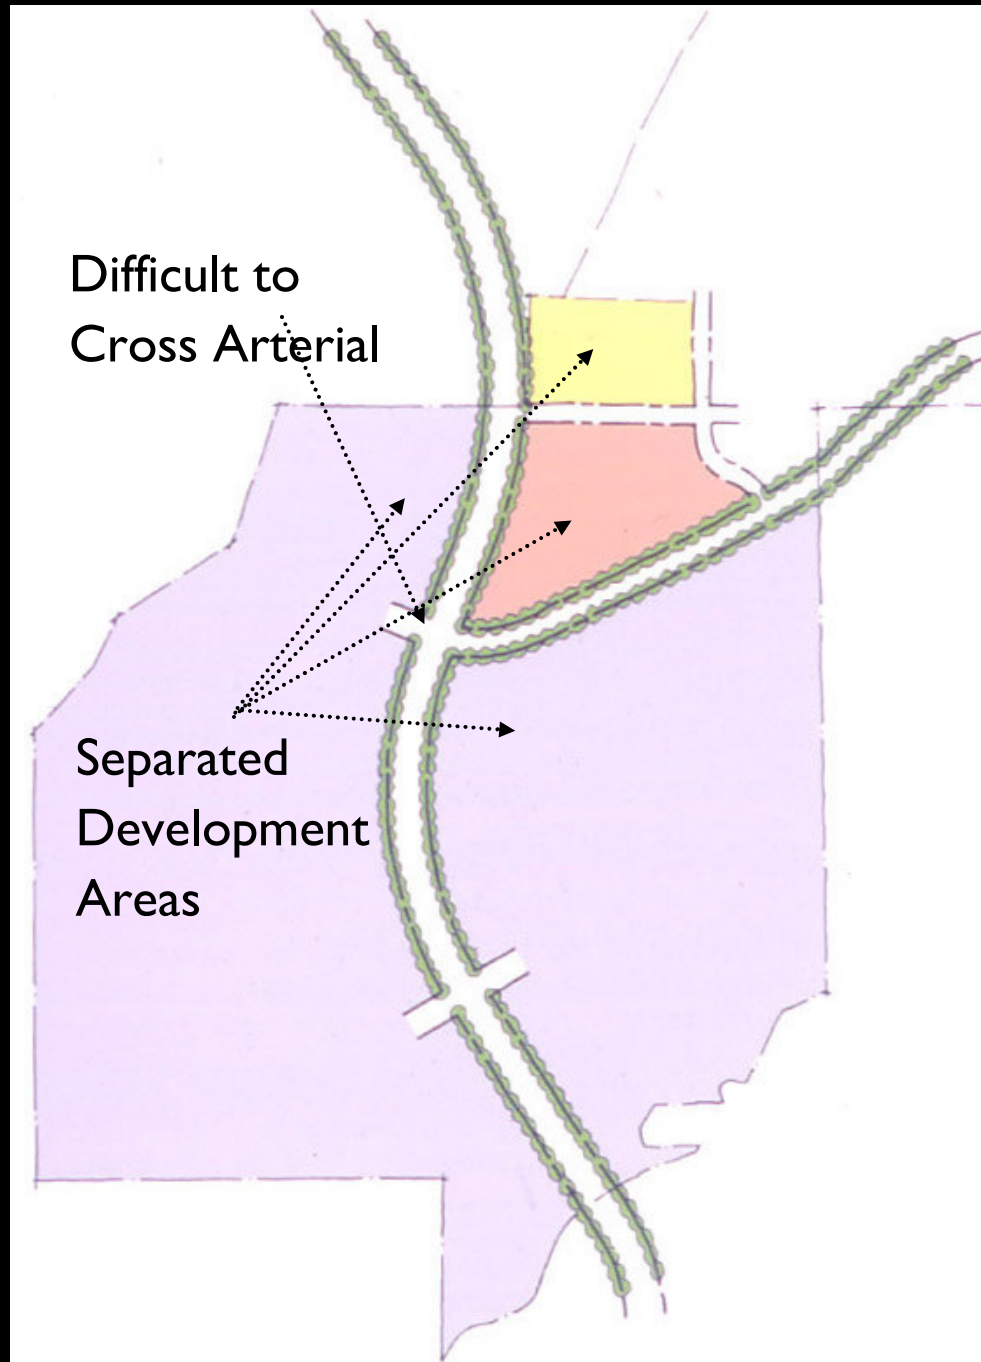 Difficult to
Cross Arterial
Separated
Development
Areas